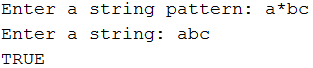 Enter a string pattern: a*bc
Enter a string: abc
TRUE